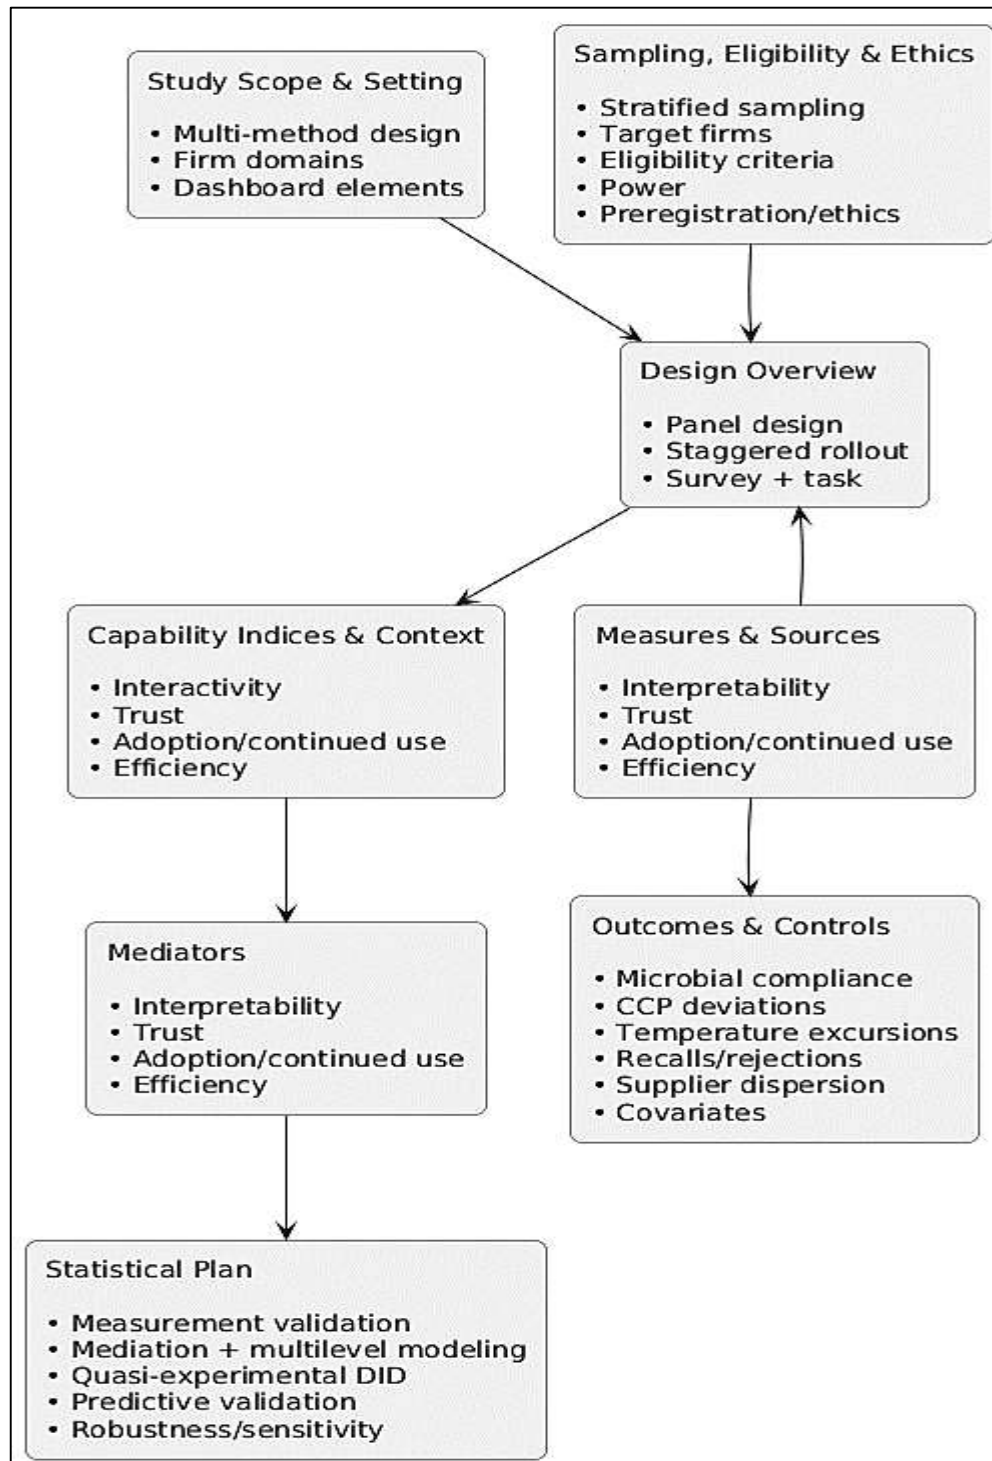 Study Scope & Setting
• Multi-method design
• Firm domains
• Dashboard elements
Sampling, Eligibility & Ethics
• Stratified sampling
• Target firms
• Eligibility criteria
• Power
• Preregistration/ethics
Design Overview
• Panel design
• Staggered rollout
• Survey + task
Capability Indices & Context
• Interactivity
• Trust
• Adoption/continued use
• Efficiency
Measures & Sources
• Interpretability
• Trust
• Adoption/continued use
• Efficiency
Mediators
• Interpretability
• Trust
• Adoption/continued use
• Efficiency
Outcomes & Controls
• Microbial compliance
• CCP deviations
• Temperature excursions
• Recalls/rejections
• Supplier dispersion
• Covariates
Statistical Plan
• Measurement validation
• Mediation + multilevel modeling
• Quasi-experimental DID
• Predictive validation
• Robustness/sensitivity